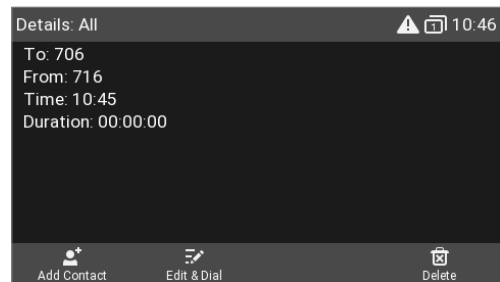 Details: All 1 10:46
To: 706
From: 716
Time: 10:45
Duration: 00:00:00
Add Contact Edit & Dial Delete